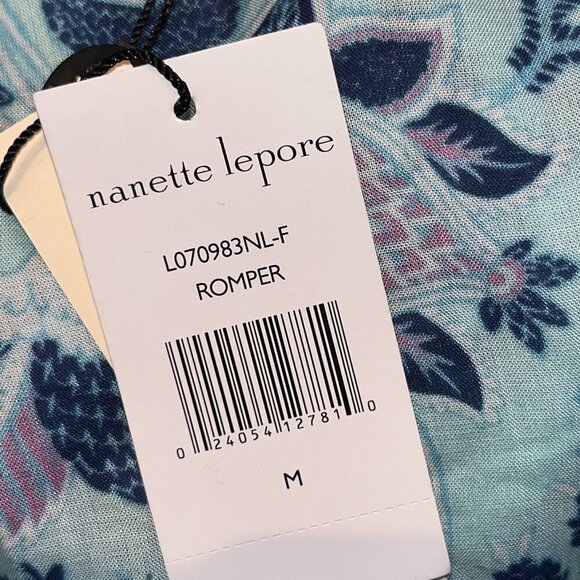 nanette lepore
L070983NL-F
ROMPER
0 24054 12781 0
M